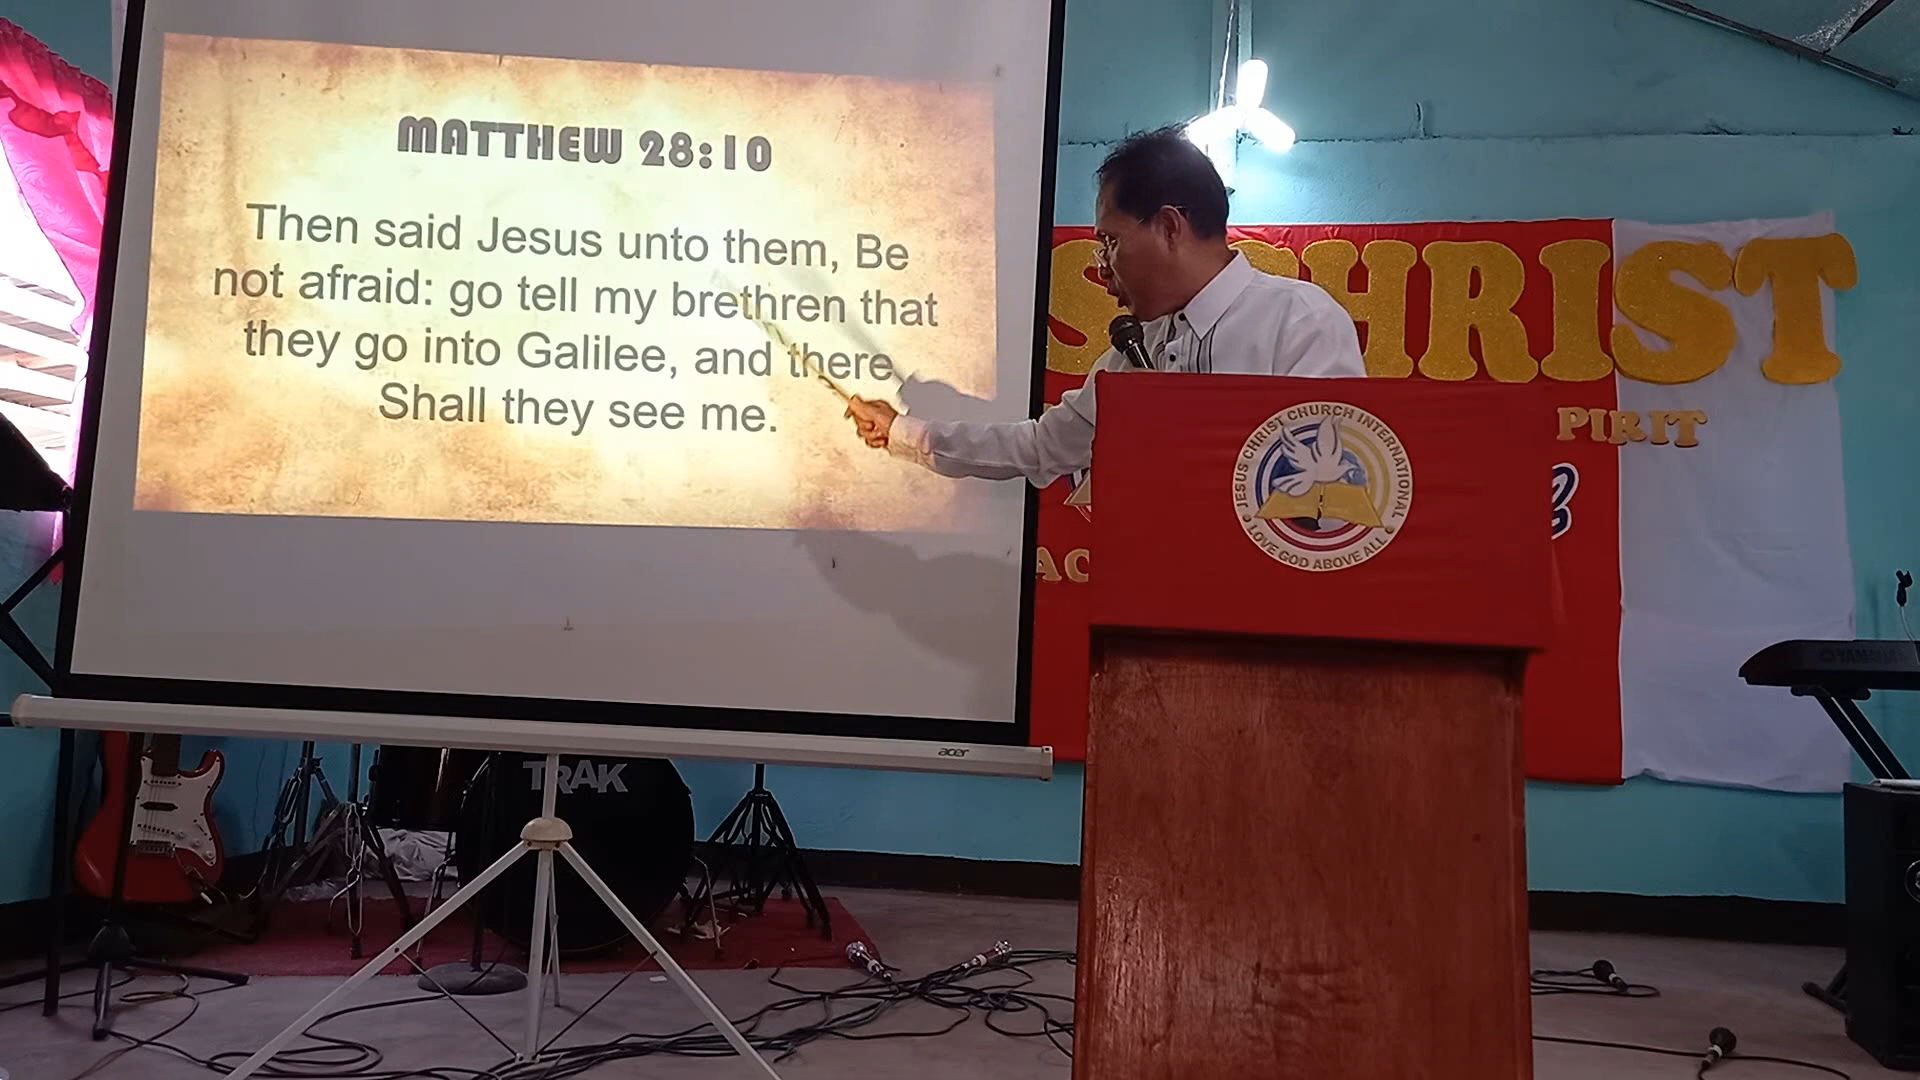 MATTHEW 28:10
Then said Jesus unto them, Be
not afraid: go tell my brethren that
they go into Galilee, and there
Shall they see me.
acer
TRAK
S CHRIST
PIRIT
AC
JESUS CHRIST CHURCH INTERNATIONAL
LOVE GOD ABOVE ALL
YAMAHA